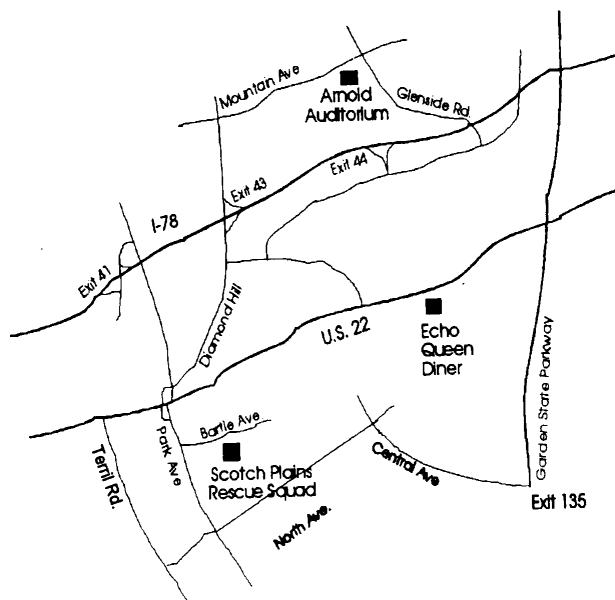 Mountain Ave
Arnold
Auditorium
Glenside Rd.
Exit 44
Exit 43
I-78
Exit 41
Diamond Hill
U.S. 22
Echo
Queen
Diner
Garden State Parkway
Bartle Ave
Park Ave
Terril Rd.
Scotch Plains
Rescue Squad
Central Ave
North Ave.
Exit 135